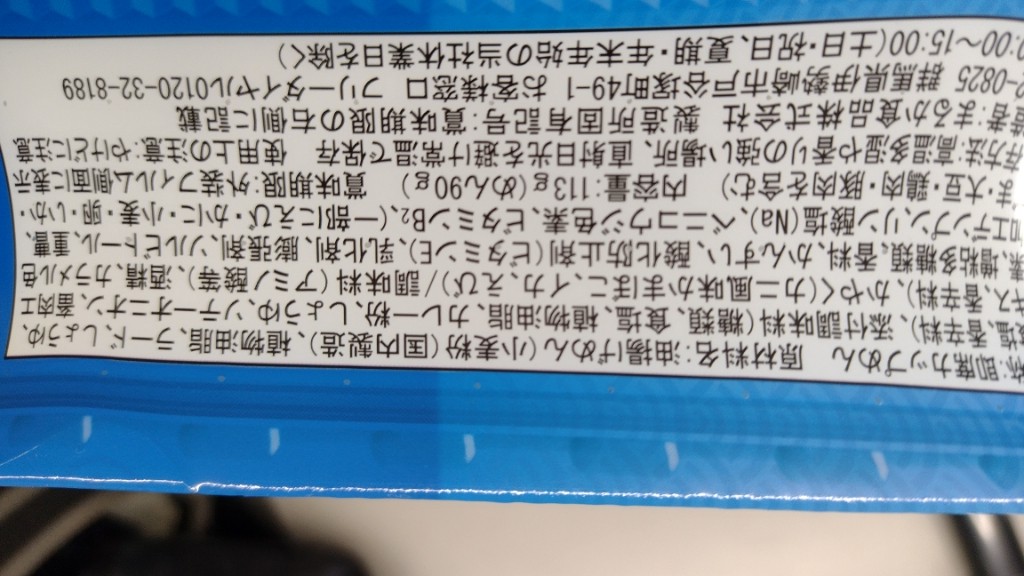 称:即席カップめん 原材料名:油揚げめん(小麦粉(国内製造)、植物油脂、ラード、しょうゆ、
塩、香辛料)、添付調味料(糖類、食塩、植物油脂、カレー粉、しょうゆ、ソテーオニオン、畜肉エ
キス、香辛料)、かやく(カニ風味かまぼこ、イカ、えび)/調味料(アミノ酸等)、酒精、カラメル色
素、増粘多糖類、香料、かんすい、酸化防止剤(ビタミンE)、乳化剤、膨張剤、ソルビトール、重曹、
加工デンプン、リン酸塩(Na)、ベニコウジ色素、ビタミンB2、(一部にえび・かに・小麦・卵・いか・
ま・大豆・鶏肉・豚肉を含む) 内容量:113g(めん90g) 賞味期限:外装フィルム側面に表示
存方法:高温多湿や香りの強い場所、直射日光を避け常温で保存 使用上の注意:やけどに注意
造者:まるか食品株式会社 製造所固有記号:賞味期限の右の側に記載
-0825 群馬県伊勢崎市戸谷塚町49-1 お客様窓口 フリーダイヤル0120-32-8189
:00〜15:00(土日・祝日、夏期・年末年始の当社休業日を除く)